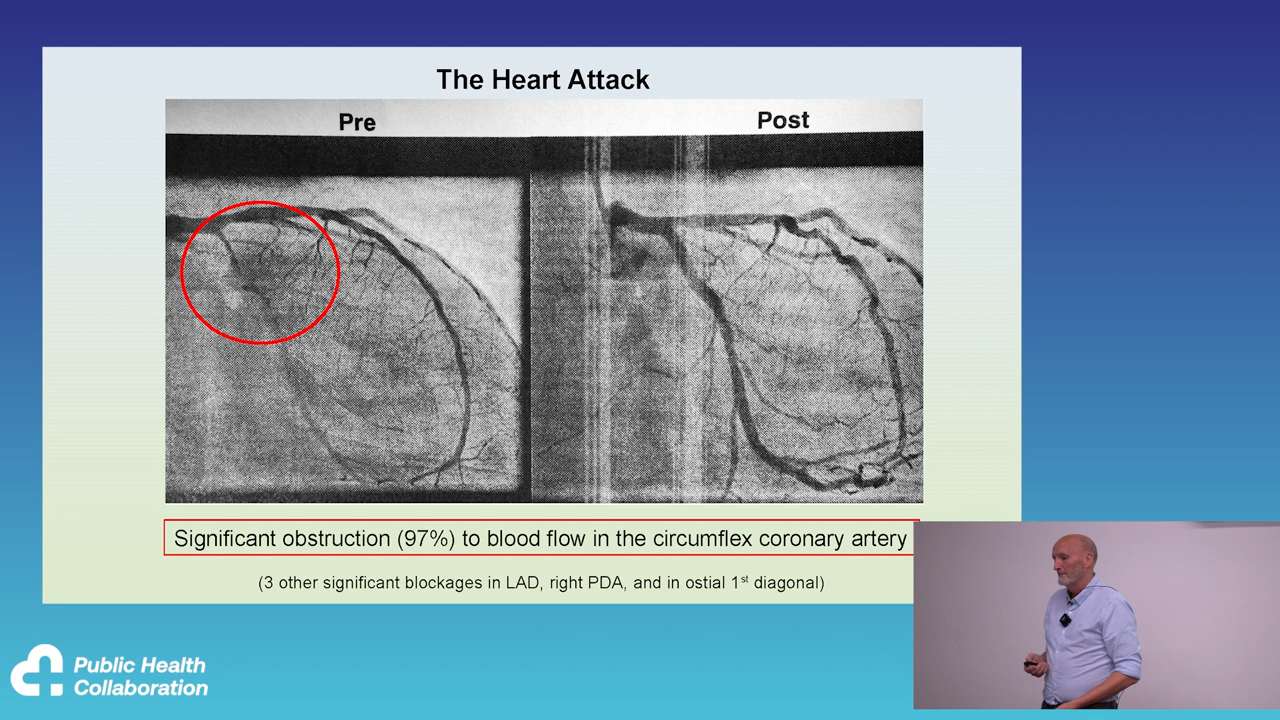 The Heart Attack
Pre
Post
Significant obstruction (97%) to blood flow in the circumflex coronary artery
(3 other significant blockages in LAD, right PDA, and in ostial 1st diagonal)
Public Health
Collaboration